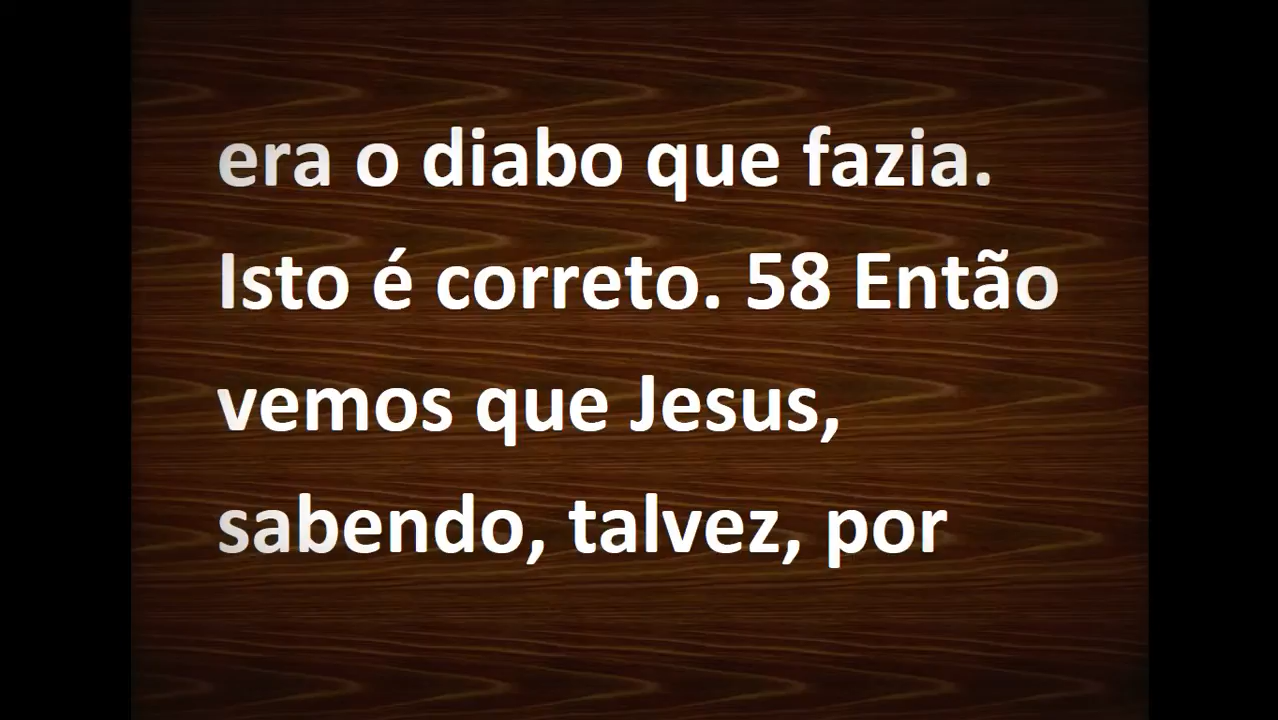 era o diabo que fazia.
Isto é correto. 58 Então
vemos que Jesus,
sabendo, talvez, por